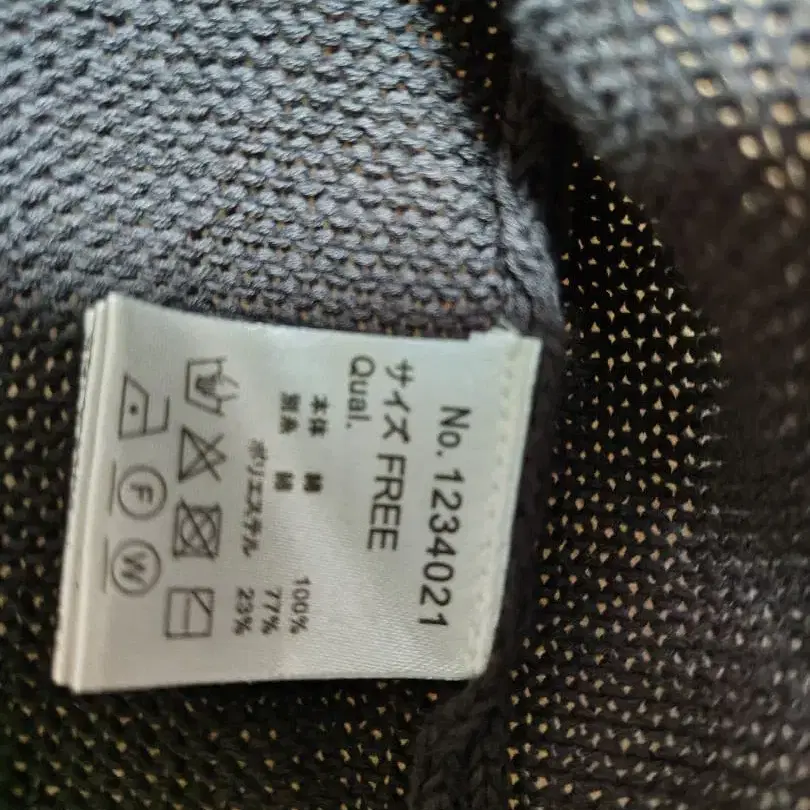 No. 1234021
サイズ FREE
Qual.
本体 綿 100%
別糸 綿 77%
ポリエステル 23%
F W